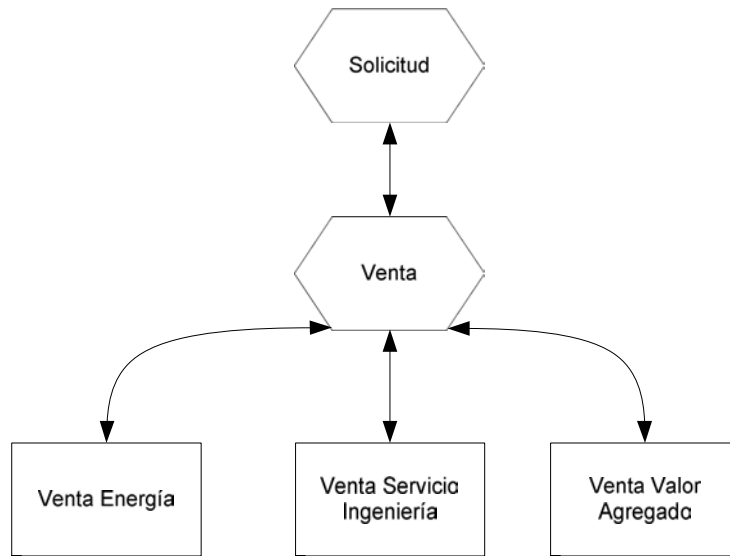 Solicitud
Venta
Venta Energía
Venta Servicio
Ingeniería
Venta Valor
Agregado